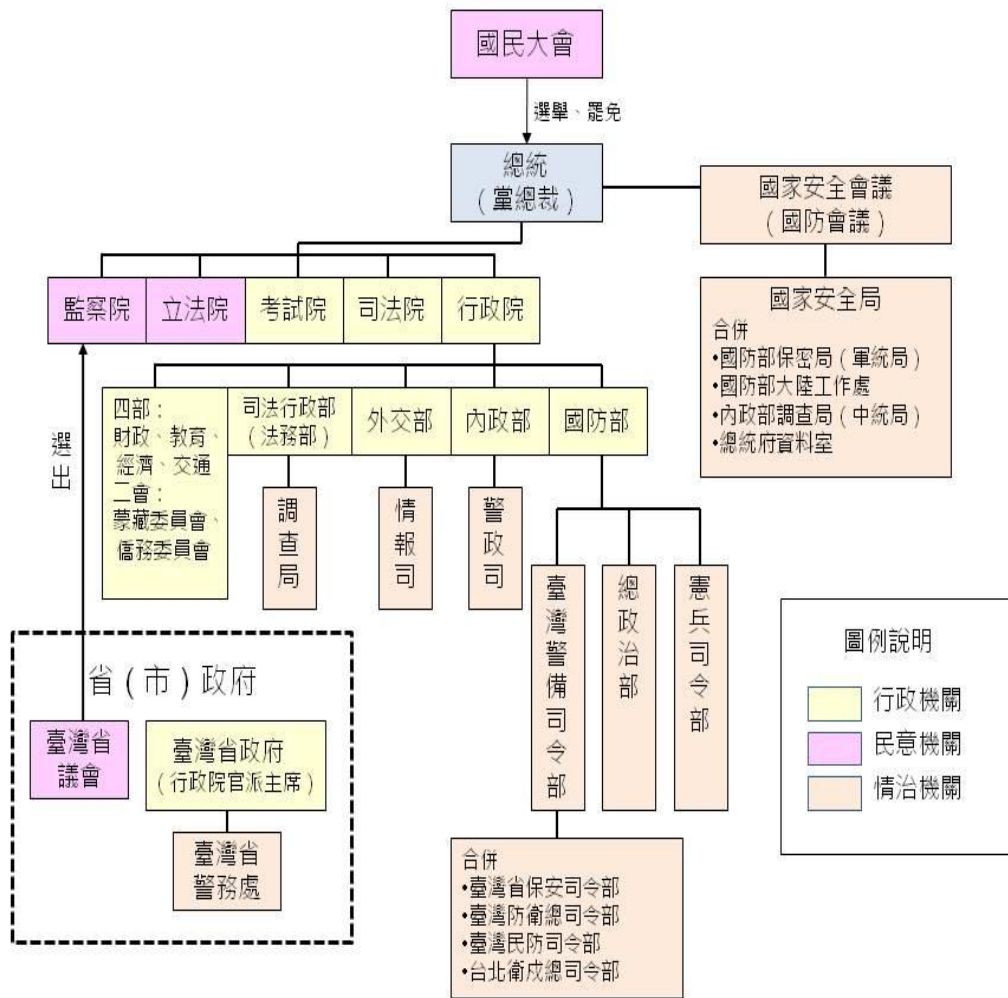 國民大會
選舉、罷免
總統
（黨總裁）
國家安全會議
（國防會議）
國家安全局
合併
•國防部保密局（軍統局）
•國防部大陸工作處
•內政部調查局（中統局）
•總統府資料室
監察院
立法院
考試院
司法院
行政院
選出
四部：
財政、教育、
經濟、交通
二會：
蒙藏委員會、
僑務委員會
司法行政部
（法務部）
外交部
內政部
國防部
調查局
情報司
警政司
臺灣警備司令部
總政治部
憲兵司令部
省（市）政府
臺灣省
議會
臺灣省政府
（行政院官派主席）
臺灣省
警務處
合併
•臺灣省保安司令部
•臺灣防衛總司令部
•臺灣民防司令部
•台北衛戍總司令部
圖例說明
行政機關
民意機關
情治機關